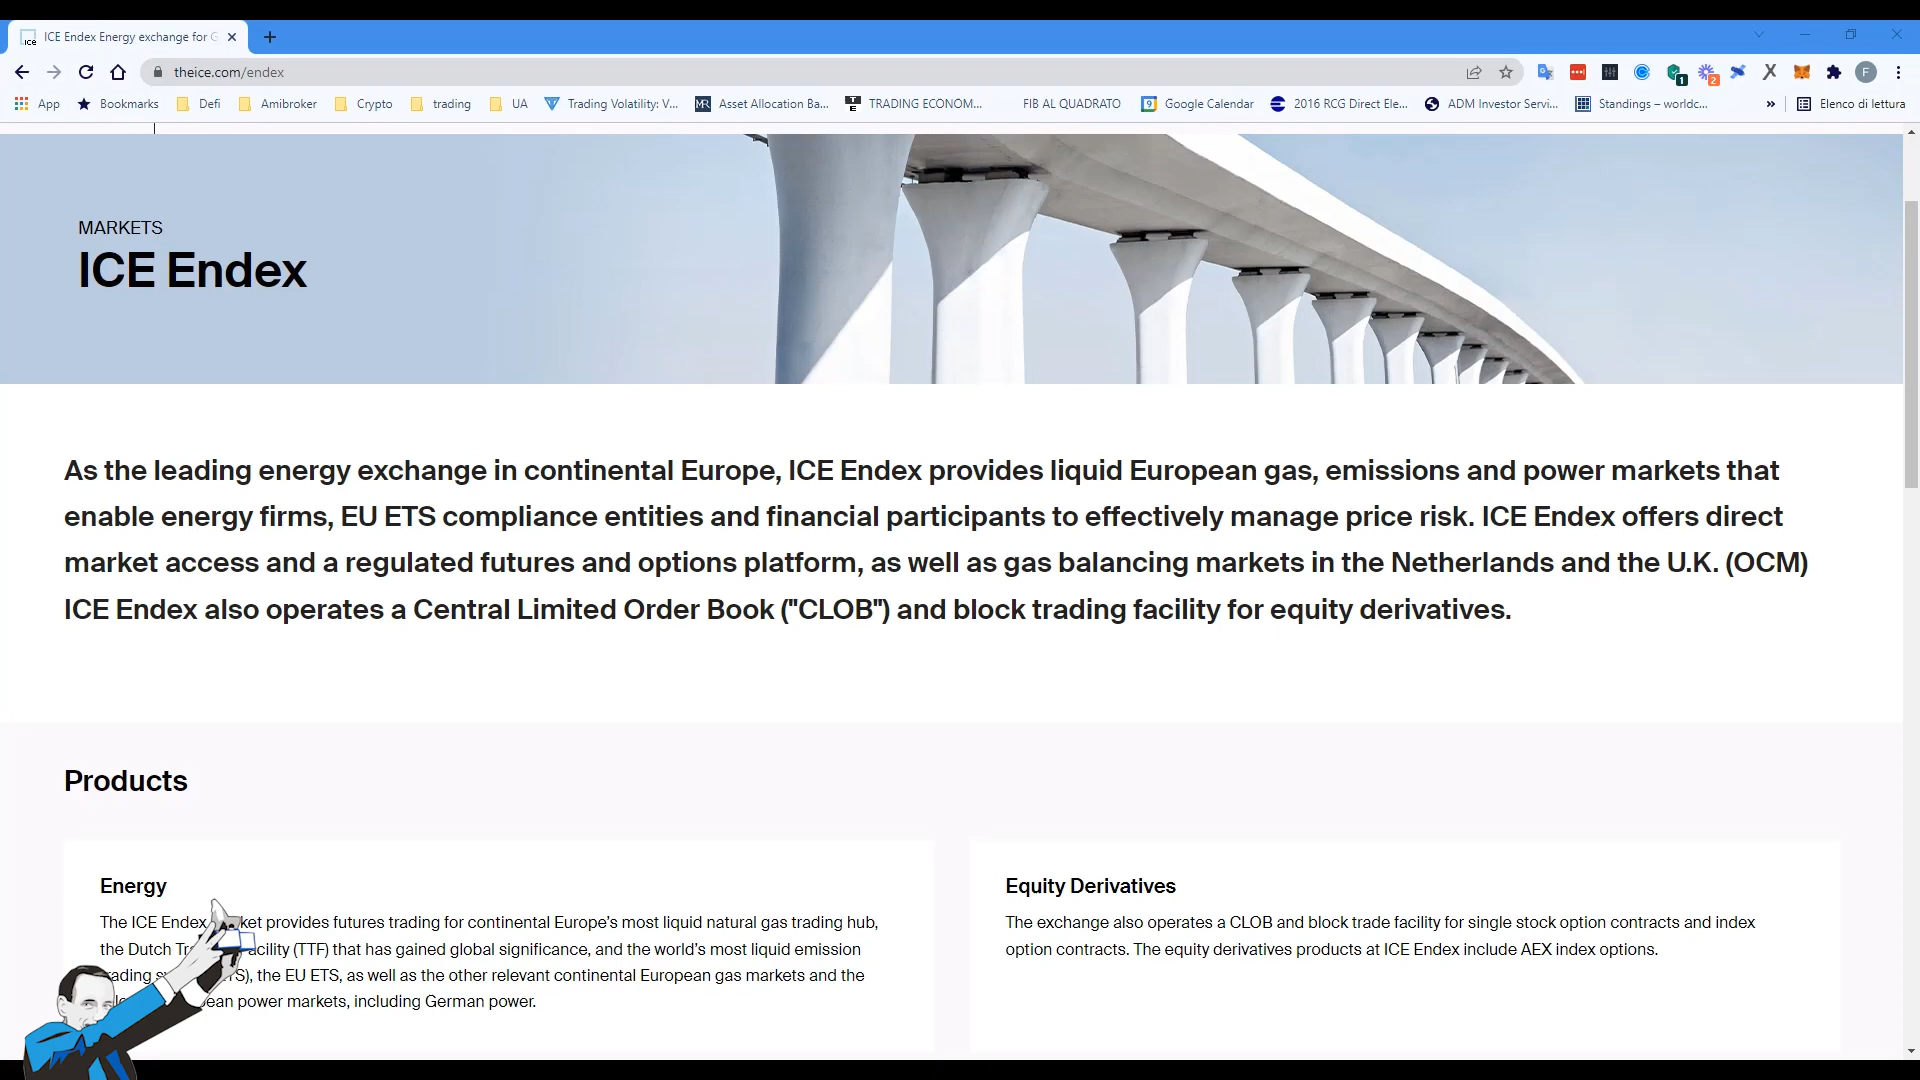 ICE Endex Energy exchange for G
theice.com/endex
1
2
F
App
Bookmarks
Defi
Amibroker
Crypto
trading
UA
Trading Volatility: V...
MR
Asset Allocation Ba...
TRADING ECONOM...
FIB AL QUADRATO
9
Google Calendar
2016 RCG Direct Ele...
ADM Investor Servi...
Standings – worldc...
»
Elenco di lettura
MARKETS
ICE Endex
As the leading energy exchange in continental Europe, ICE Endex provides liquid European gas, emissions and power markets that
enable energy firms, EU ETS compliance entities and financial participants to effectively manage price risk. ICE Endex offers direct
market access and a regulated futures and options platform, as well as gas balancing markets in the Netherlands and the U.K. (OCM)
ICE Endex also operates a Central Limited Order Book ("CLOB") and block trading facility for equity derivatives.
Products
Energy
The ICE Endex ket provides futures trading for continental Europe's most liquid natural gas trading hub,
the Dutch acility (TTF) that has gained global significance, and the world's most liquid emission
the EU ETS, as well as the other relevant continental European gas markets and the
power markets, including German power.
Equity Derivatives
The exchange also operates a CLOB and block trade facility for single stock option contracts and index
option contracts. The equity derivatives products at ICE Endex include AEX index options.